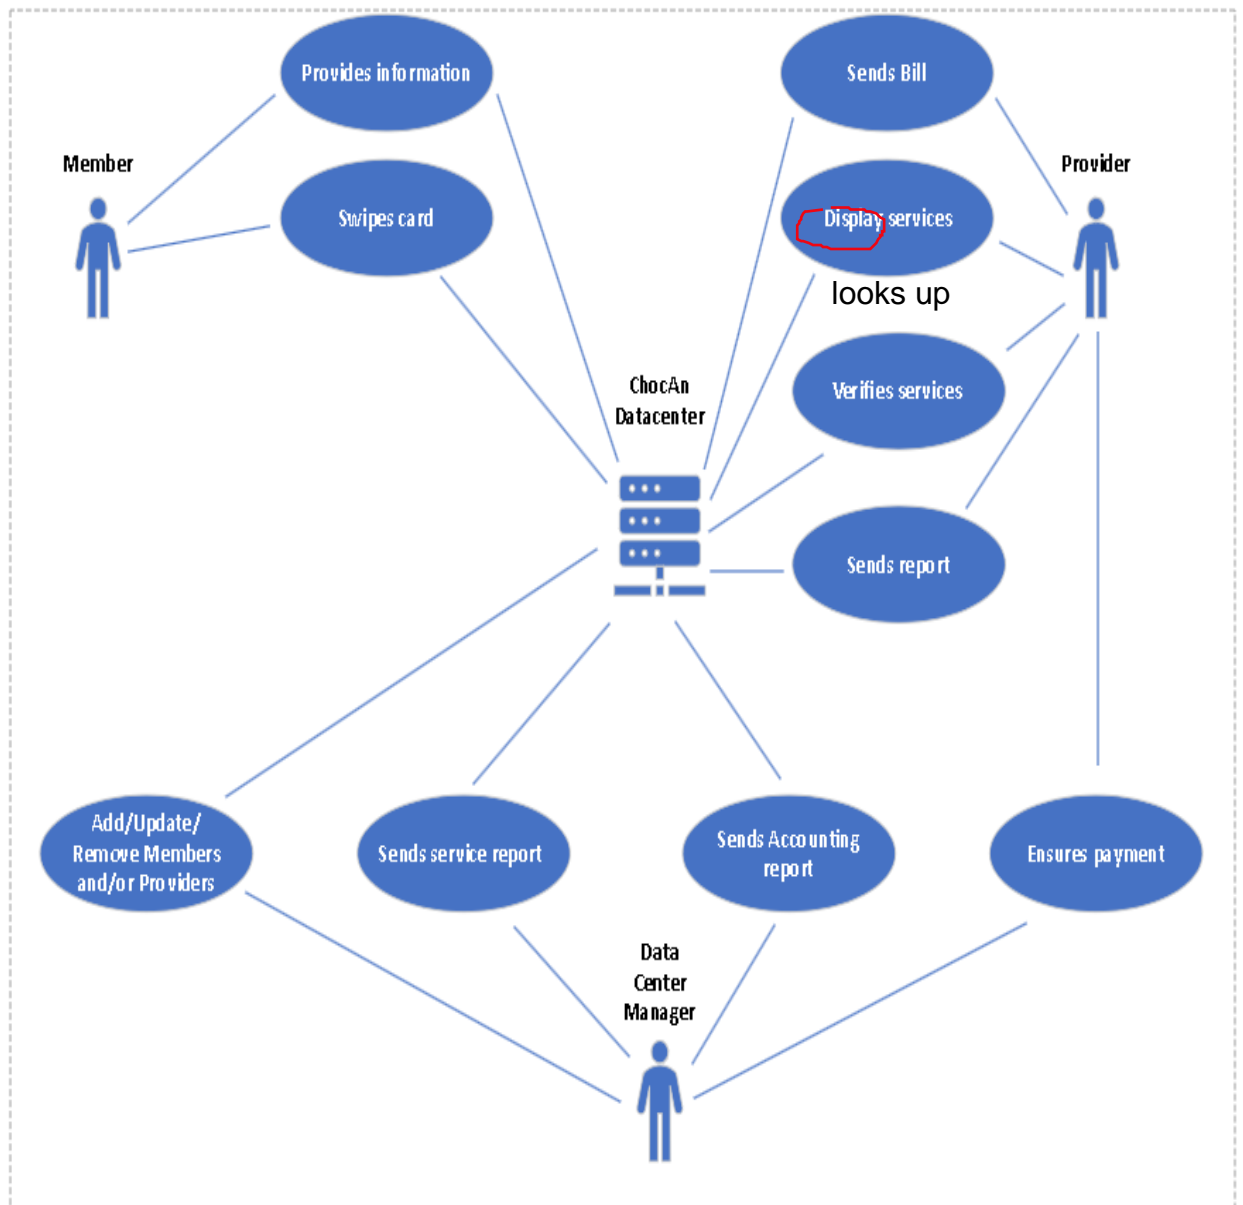 Provides information
Sends Bill
Member
Provider
Swipes card
Display services
looks up
ChocAn
Datacenter
Verifies services
Sends report
Add/Update/
Remove Members
and/or Providers
Sends service report
Sends Accounting
report
Ensures payment
Data
Center
Manager